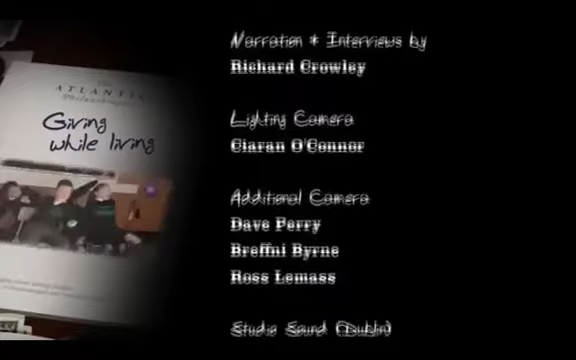 The
ATLANTIC
Philanthropies
Giving
while living
Narration & Interviews by
Richard Crowley
Lighting Camera
Ciaran O'Connor
Additional Camera
Dave Perry
Breffni Byrne
Ross Lemass
Studio Sound (Dublin)